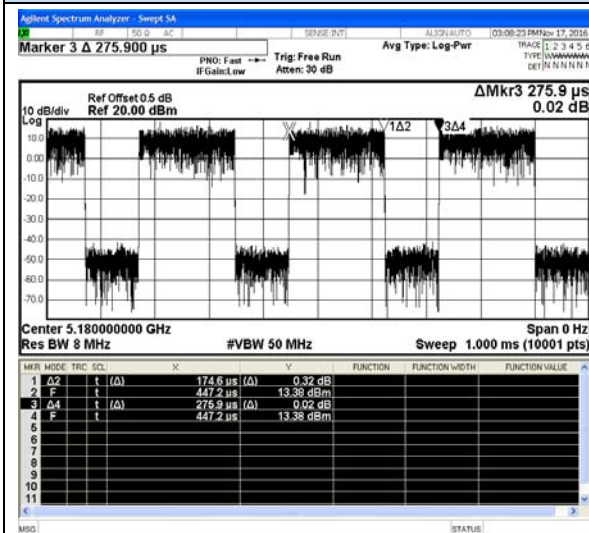 Agilent Spectrum Analyzer - Swept SA
RF 50 Ω AC SENSE:INT ALIGN AUTO 03:08:23 PM Nov 17, 2016
Marker 3 Δ 275.900 µs
PNO: Fast
IFGain:Low
Trig: Free Run
Atten: 30 dB
Avg Type: Log-Pwr
TRACE 1 2 3 4 5 6
TYPE
DET N N N N N N
ΔMkr3 275.9 µs
0.02 dB
Ref Offset 0.5 dB
10 dB/div Ref 20.00 dBm
Log
1Δ2 3Δ4
10.0
0.00
-10.0
-20.0
-30.0
-40.0
-50.0
-60.0
-70.0
Center 5.180000000 GHz Span 0 Hz
Res BW 8 MHz #VBW 50 MHz Sweep 1.000 ms (10001 pts)
MKR MODE TRC SCL X Y FUNCTION FUNCTION WIDTH FUNCTION VALUE
1 Δ2 t (Δ) 174.6 µs (Δ) 0.32 dB
2 F t 447.2 µs 13.38 dBm
3 Δ4 t (Δ) 275.9 µs (Δ) 0.02 dB
4 F t 447.2 µs 13.38 dBm
5
6
7
8
9
10
11
MSG STATUS